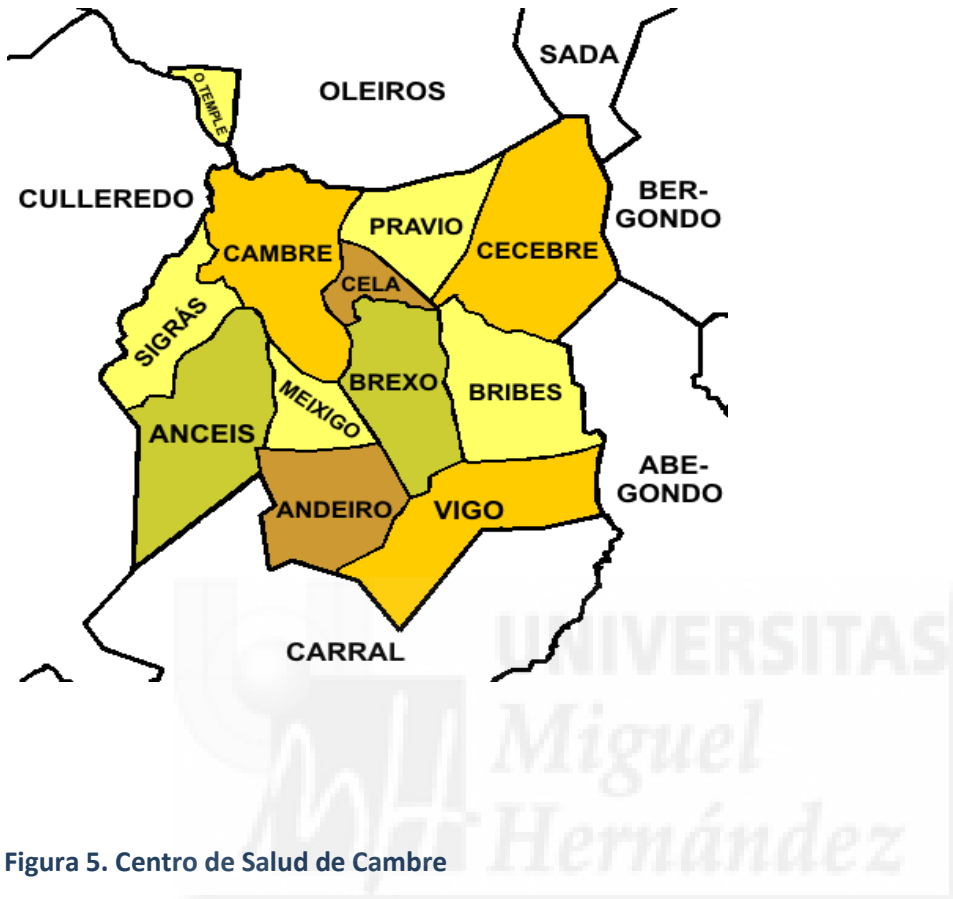 SADA
O TEMPLE
OLEIROS
CULLEREDO
BER-
GONDO
PRAVIO
CAMBRE
CECEBRE
CELA
SIGRÁS
BREXO
BRIBES
MEIXIGO
ANCEIS
ABE-
GONDO
ANDEIRO
VIGO
CARRAL
UNIVERSITAS
Miguel
Hernández
Figura 5. Centro de Salud de Cambre